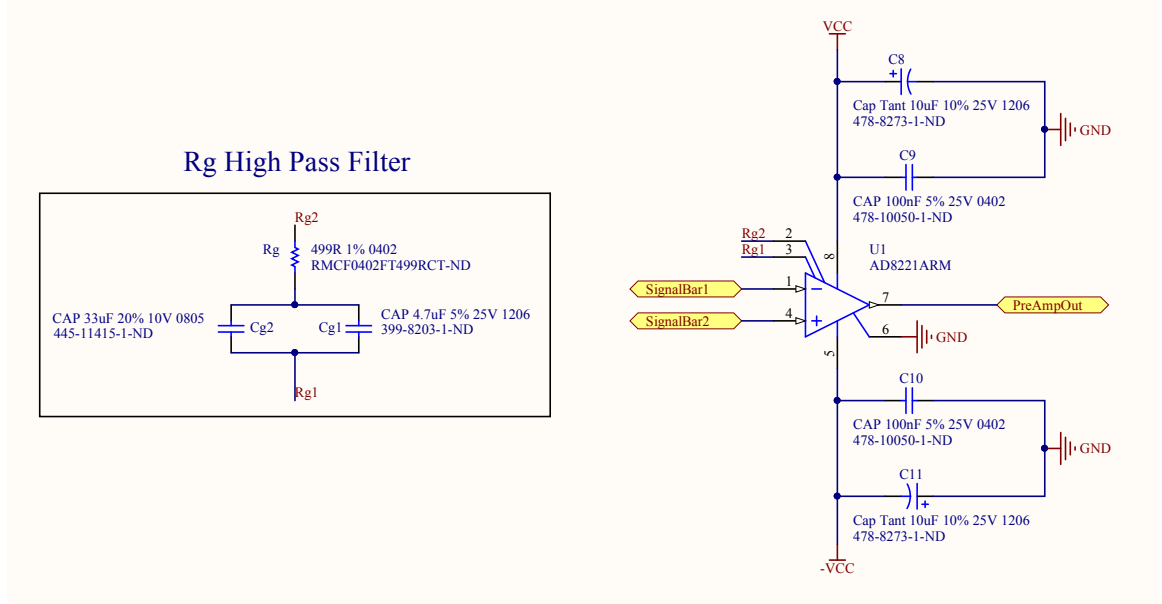 Rg High Pass Filter
Rg2
Rg
499R 1% 0402
RMCF0402FT499RCT-ND
CAP 33uF 20% 10V 0805
445-11415-1-ND
Cg2
Cg1
CAP 4.7uF 5% 25V 1206
399-8203-1-ND
Rg1
VCC
C8
+
Cap Tant 10uF 10% 25V 1206
478-8273-1-ND
GND
C9
CAP 100nF 5% 25V 0402
478-10050-1-ND
Rg2
2
Rg1
3
8
U1
AD8221ARM
SignalBar1
1
−
7
PreAmpOut
SignalBar2
4
+
6
GND
5
C10
CAP 100nF 5% 25V 0402
478-10050-1-ND
GND
C11
+
Cap Tant 10uF 10% 25V 1206
478-8273-1-ND
-VCC